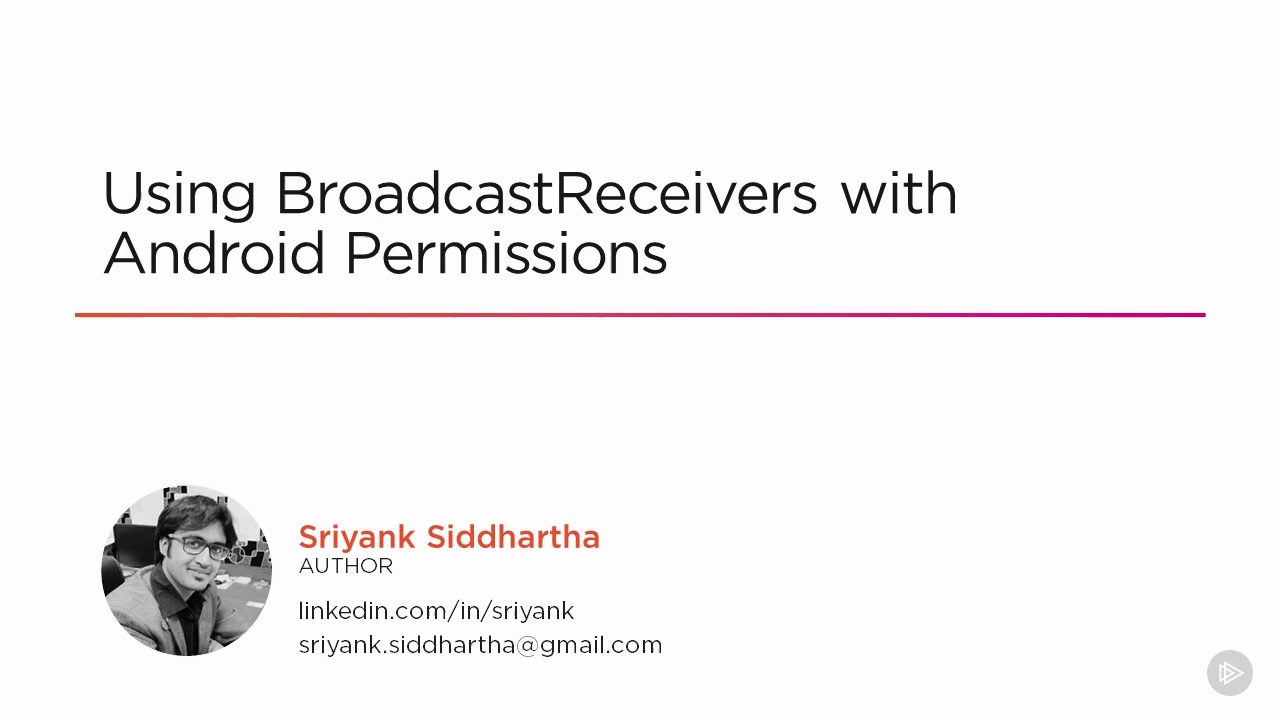 Using BroadcastReceivers with
Android Permissions
Sriyank Siddhartha
AUTHOR
linkedin.com/in/sriyank
sriyank.siddhartha@gmail.com